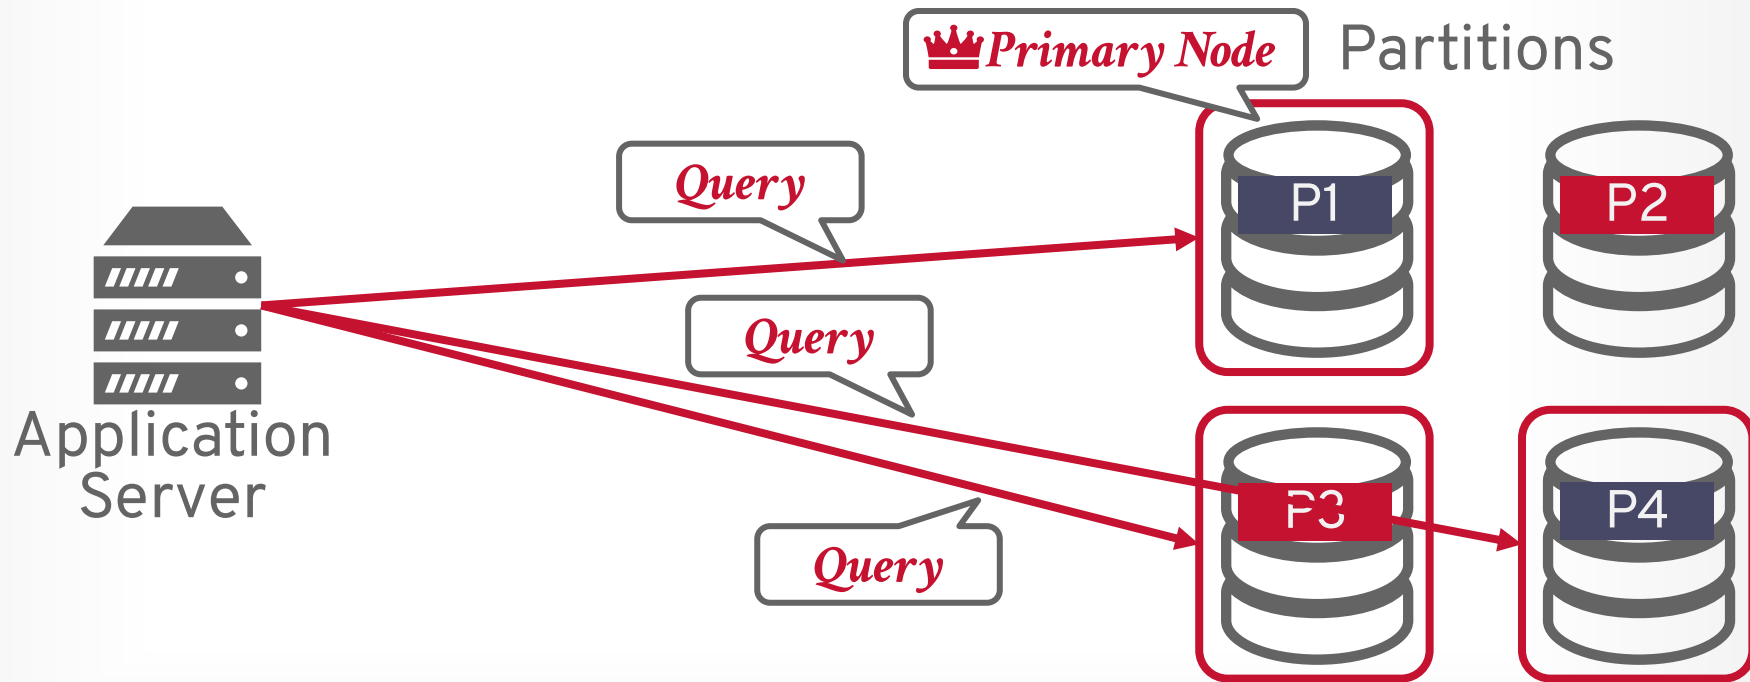 Primary Node
Partitions
Query
P1
P2
Query
Application
Server
P3
P4
Query